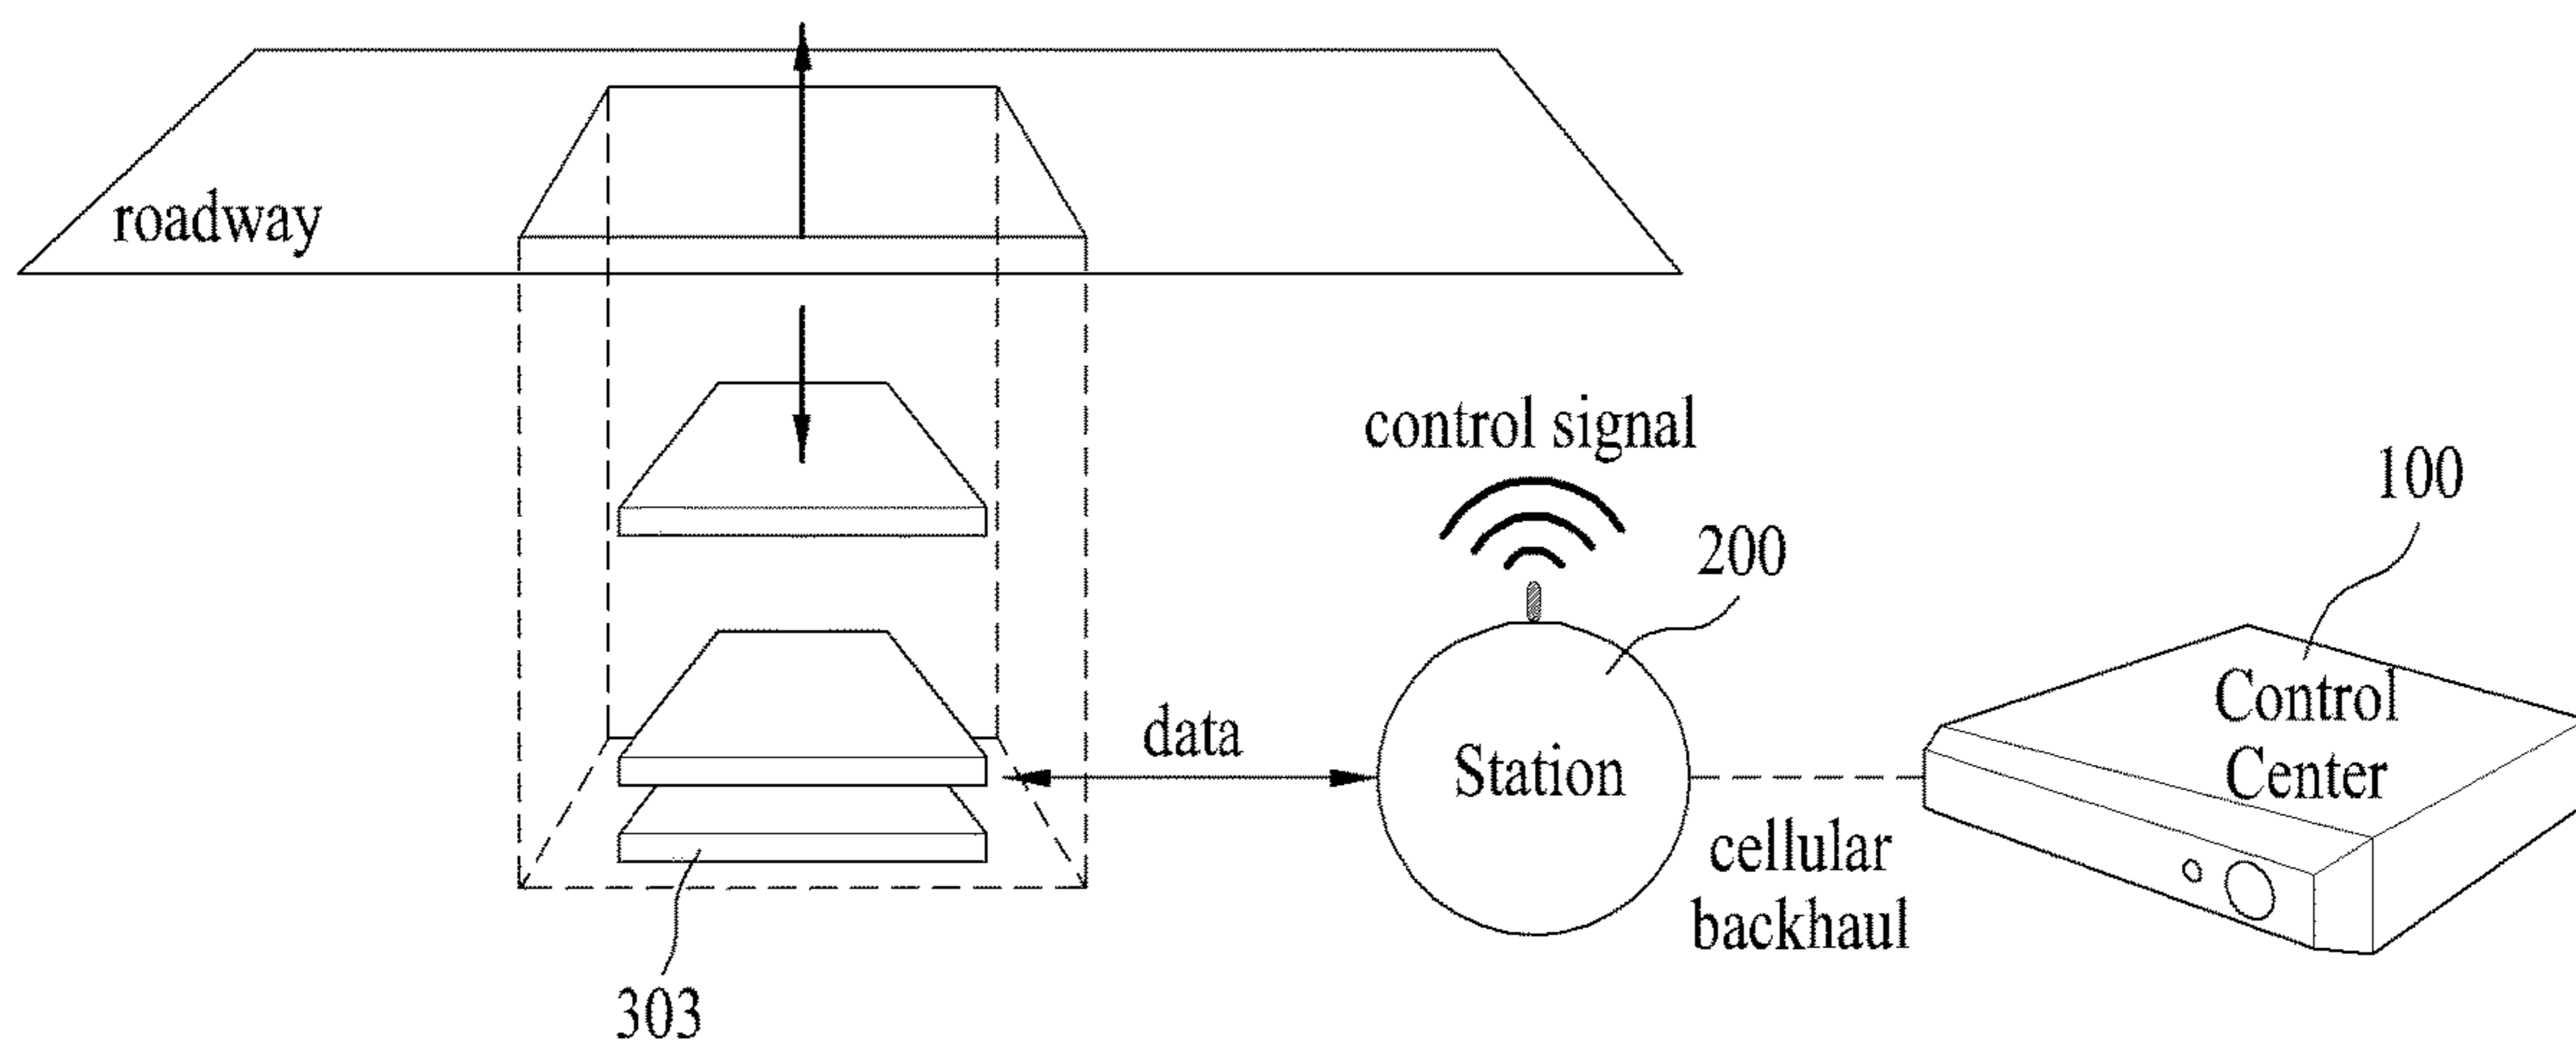 roadway
control signal
100
200
Control
Center
data
Station
cellular
backhaul
303